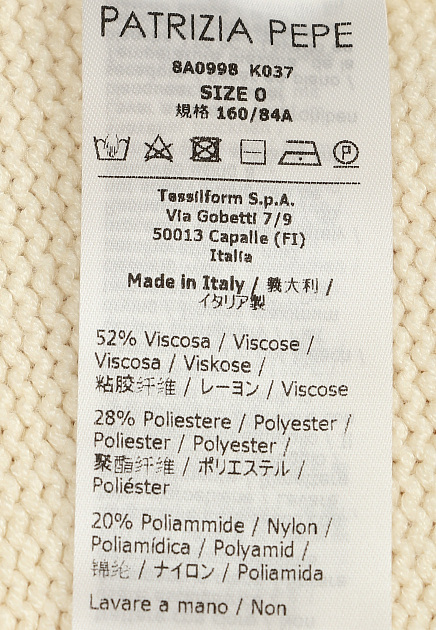 PATRIZIA PEPE
8A0998 K037
SIZE 0
規格 160/84A
P
Tessilform S.p.A.
Via Gobetti 7/9
50013 Capalle (FI)
Italia
Made in Italy / 義大利 /
イタリア製
52% Viscosa / Viscose /
Viscosa / Viskose /
粘胶纤维 / レーヨン / Viscose
28% Poliestere / Polyester /
Poliester / Polyester /
聚酯纤维 / ポリエステル /
Poliéster
20% Poliammide / Nylon /
Poliamídica / Polyamid /
锦纶 / ナイロン / Poliamida
Lavare a mano / Non